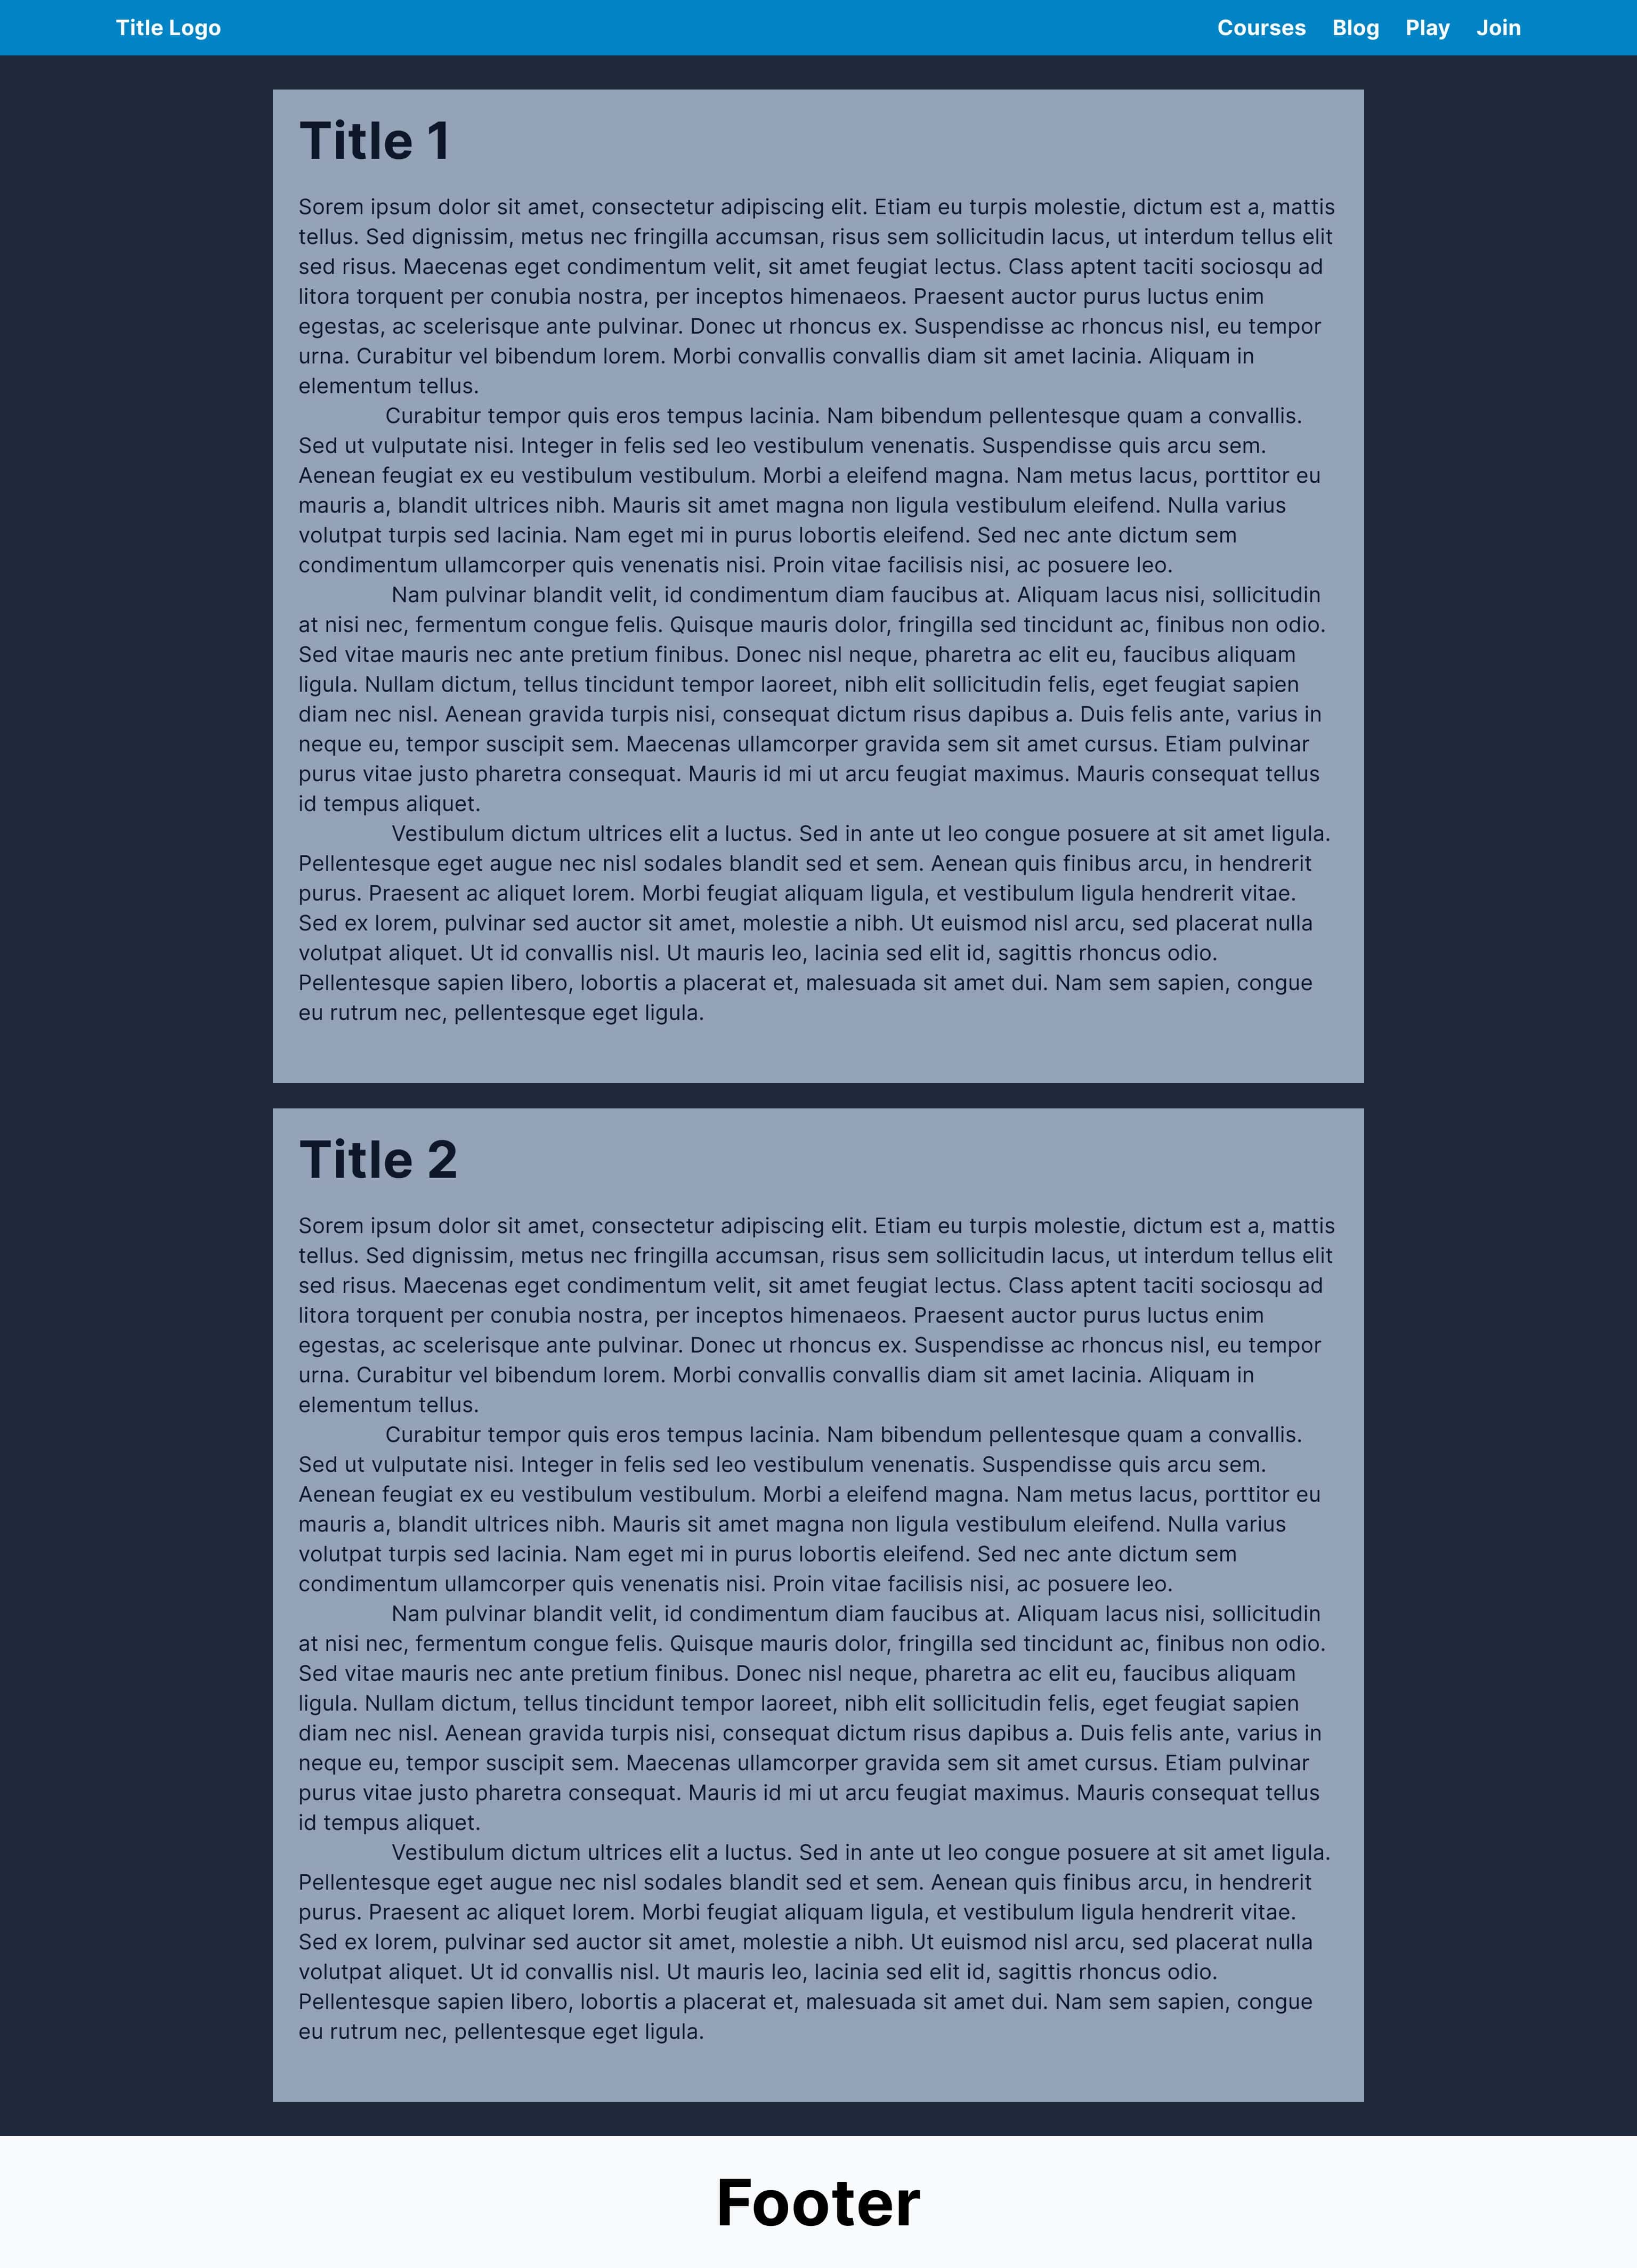 Title Logo
Courses Blog Play Join
Title 1
Sorem ipsum dolor sit amet, consectetur adipiscing elit. Etiam eu turpis molestie, dictum est a, mattis
tellus. Sed dignissim, metus nec fringilla accumsan, risus sem sollicitudin lacus, ut interdum tellus elit
sed risus. Maecenas eget condimentum velit, sit amet feugiat lectus. Class aptent taciti sociosqu ad
litora torquent per conubia nostra, per inceptos himenaeos. Praesent auctor purus luctus enim
egestas, ac scelerisque ante pulvinar. Donec ut rhoncus ex. Suspendisse ac rhoncus nisl, eu tempor
urna. Curabitur vel bibendum lorem. Morbi convallis convallis diam sit amet lacinia. Aliquam in
elementum tellus.
Curabitur tempor quis eros tempus lacinia. Nam bibendum pellentesque quam a convallis.
Sed ut vulputate nisi. Integer in felis sed leo vestibulum venenatis. Suspendisse quis arcu sem.
Aenean feugiat ex eu vestibulum vestibulum. Morbi a eleifend magna. Nam metus lacus, porttitor eu
mauris a, blandit ultrices nibh. Mauris sit amet magna non ligula vestibulum eleifend. Nulla varius
volutpat turpis sed lacinia. Nam eget mi in purus lobortis eleifend. Sed nec ante dictum sem
condimentum ullamcorper quis venenatis nisi. Proin vitae facilisis nisi, ac posuere leo.
Nam pulvinar blandit velit, id condimentum diam faucibus at. Aliquam lacus nisi, sollicitudin
at nisi nec, fermentum congue felis. Quisque mauris dolor, fringilla sed tincidunt ac, finibus non odio.
Sed vitae mauris nec ante pretium finibus. Donec nisl neque, pharetra ac elit eu, faucibus aliquam
ligula. Nullam dictum, tellus tincidunt tempor laoreet, nibh elit sollicitudin felis, eget feugiat sapien
diam nec nisl. Aenean gravida turpis nisi, consequat dictum risus dapibus a. Duis felis ante, varius in
neque eu, tempor suscipit sem. Maecenas ullamcorper gravida sem sit amet cursus. Etiam pulvinar
purus vitae justo pharetra consequat. Mauris id mi ut arcu feugiat maximus. Mauris consequat tellus
id tempus aliquet.
Vestibulum dictum ultrices elit a luctus. Sed in ante ut leo congue posuere at sit amet ligula.
Pellentesque eget augue nec nisl sodales blandit sed et sem. Aenean quis finibus arcu, in hendrerit
purus. Praesent ac aliquet lorem. Morbi feugiat aliquam ligula, et vestibulum ligula hendrerit vitae.
Sed ex lorem, pulvinar sed auctor sit amet, molestie a nibh. Ut euismod nisl arcu, sed placerat nulla
volutpat aliquet. Ut id convallis nisl. Ut mauris leo, lacinia sed elit id, sagittis rhoncus odio.
Pellentesque sapien libero, lobortis a placerat et, malesuada sit amet dui. Nam sem sapien, congue
eu rutrum nec, pellentesque eget ligula.
Title 2
Sorem ipsum dolor sit amet, consectetur adipiscing elit. Etiam eu turpis molestie, dictum est a, mattis
tellus. Sed dignissim, metus nec fringilla accumsan, risus sem sollicitudin lacus, ut interdum tellus elit
sed risus. Maecenas eget condimentum velit, sit amet feugiat lectus. Class aptent taciti sociosqu ad
litora torquent per conubia nostra, per inceptos himenaeos. Praesent auctor purus luctus enim
egestas, ac scelerisque ante pulvinar. Donec ut rhoncus ex. Suspendisse ac rhoncus nisl, eu tempor
urna. Curabitur vel bibendum lorem. Morbi convallis convallis diam sit amet lacinia. Aliquam in
elementum tellus.
Curabitur tempor quis eros tempus lacinia. Nam bibendum pellentesque quam a convallis.
Sed ut vulputate nisi. Integer in felis sed leo vestibulum venenatis. Suspendisse quis arcu sem.
Aenean feugiat ex eu vestibulum vestibulum. Morbi a eleifend magna. Nam metus lacus, porttitor eu
mauris a, blandit ultrices nibh. Mauris sit amet magna non ligula vestibulum eleifend. Nulla varius
volutpat turpis sed lacinia. Nam eget mi in purus lobortis eleifend. Sed nec ante dictum sem
condimentum ullamcorper quis venenatis nisi. Proin vitae facilisis nisi, ac posuere leo.
Nam pulvinar blandit velit, id condimentum diam faucibus at. Aliquam lacus nisi, sollicitudin
at nisi nec, fermentum congue felis. Quisque mauris dolor, fringilla sed tincidunt ac, finibus non odio.
Sed vitae mauris nec ante pretium finibus. Donec nisl neque, pharetra ac elit eu, faucibus aliquam
ligula. Nullam dictum, tellus tincidunt tempor laoreet, nibh elit sollicitudin felis, eget feugiat sapien
diam nec nisl. Aenean gravida turpis nisi, consequat dictum risus dapibus a. Duis felis ante, varius in
neque eu, tempor suscipit sem. Maecenas ullamcorper gravida sem sit amet cursus. Etiam pulvinar
purus vitae justo pharetra consequat. Mauris id mi ut arcu feugiat maximus. Mauris consequat tellus
id tempus aliquet.
Vestibulum dictum ultrices elit a luctus. Sed in ante ut leo congue posuere at sit amet ligula.
Pellentesque eget augue nec nisl sodales blandit sed et sem. Aenean quis finibus arcu, in hendrerit
purus. Praesent ac aliquet lorem. Morbi feugiat aliquam ligula, et vestibulum ligula hendrerit vitae.
Sed ex lorem, pulvinar sed auctor sit amet, molestie a nibh. Ut euismod nisl arcu, sed placerat nulla
volutpat aliquet. Ut id convallis nisl. Ut mauris leo, lacinia sed elit id, sagittis rhoncus odio.
Pellentesque sapien libero, lobortis a placerat et, malesuada sit amet dui. Nam sem sapien, congue
eu rutrum nec, pellentesque eget ligula.
Footer